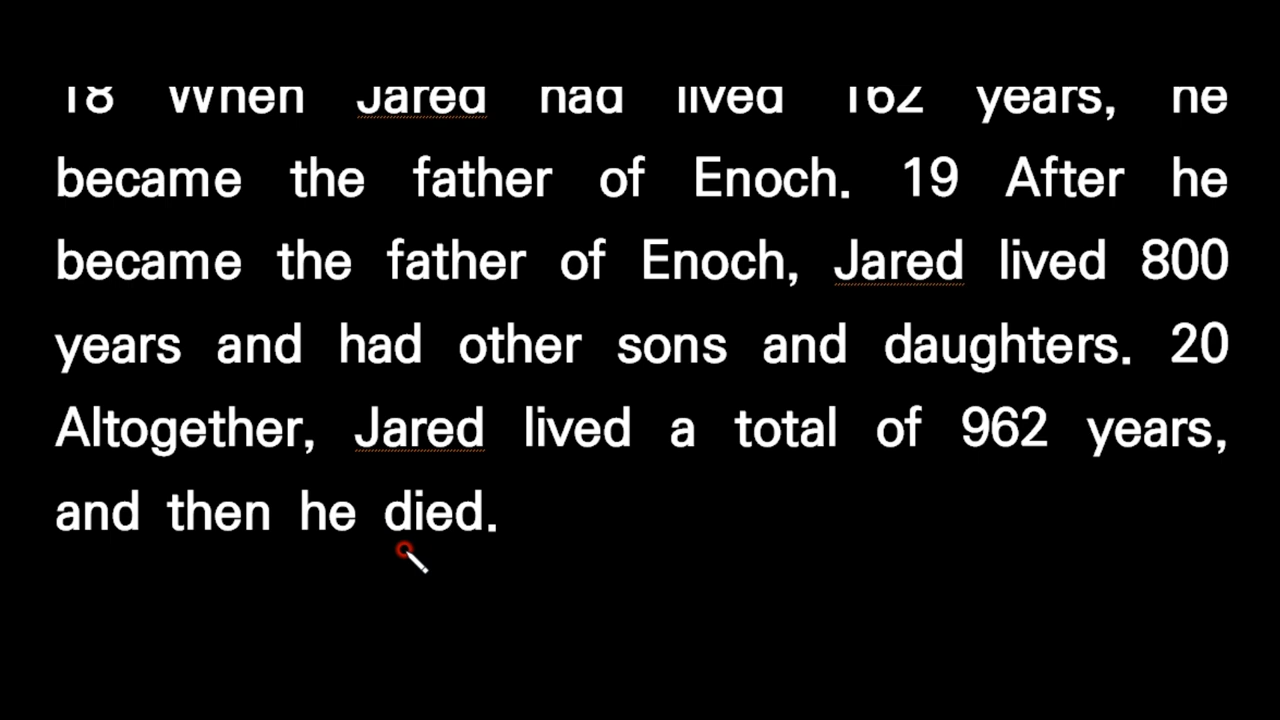 18 When Jared had lived 162 years, he
became the father of Enoch. 19 After he
became the father of Enoch, Jared lived 800
years and had other sons and daughters. 20
Altogether, Jared lived a total of 962 years,
and then he died.